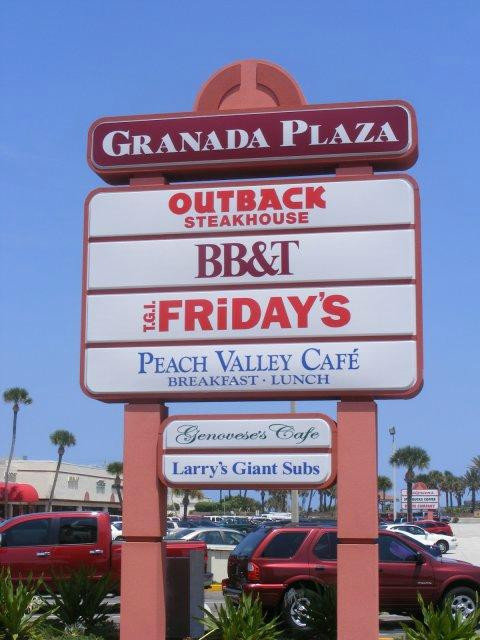 GRANADA PLAZA
OUTBACK
STEAKHOUSE
BB&T
T.G.I. FRiDAY'S
PEACH VALLEY CAFÉ
BREAKFAST · LUNCH
Genovese's Cafe
Larry's Giant Subs